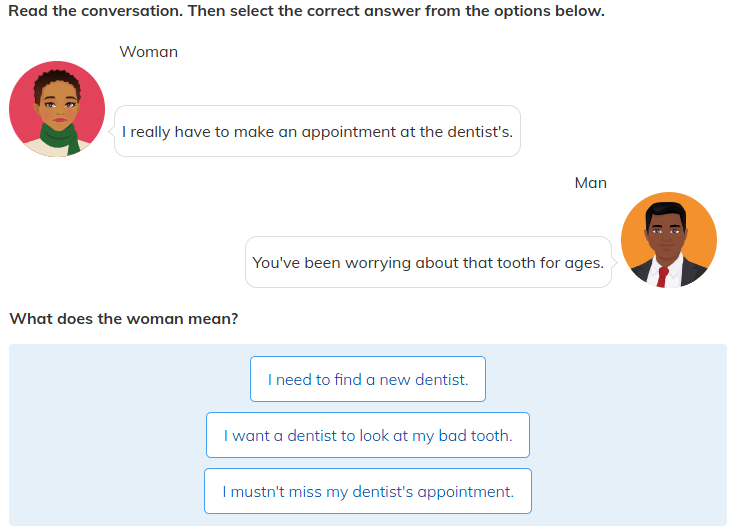 Read the conversation. Then select the correct answer from the options below.
Woman
I really have to make an appointment at the dentist's.
Man
You've been worrying about that tooth for ages.
What does the woman mean?
I need to find a new dentist.
I want a dentist to look at my bad tooth.
I mustn't miss my dentist's appointment.